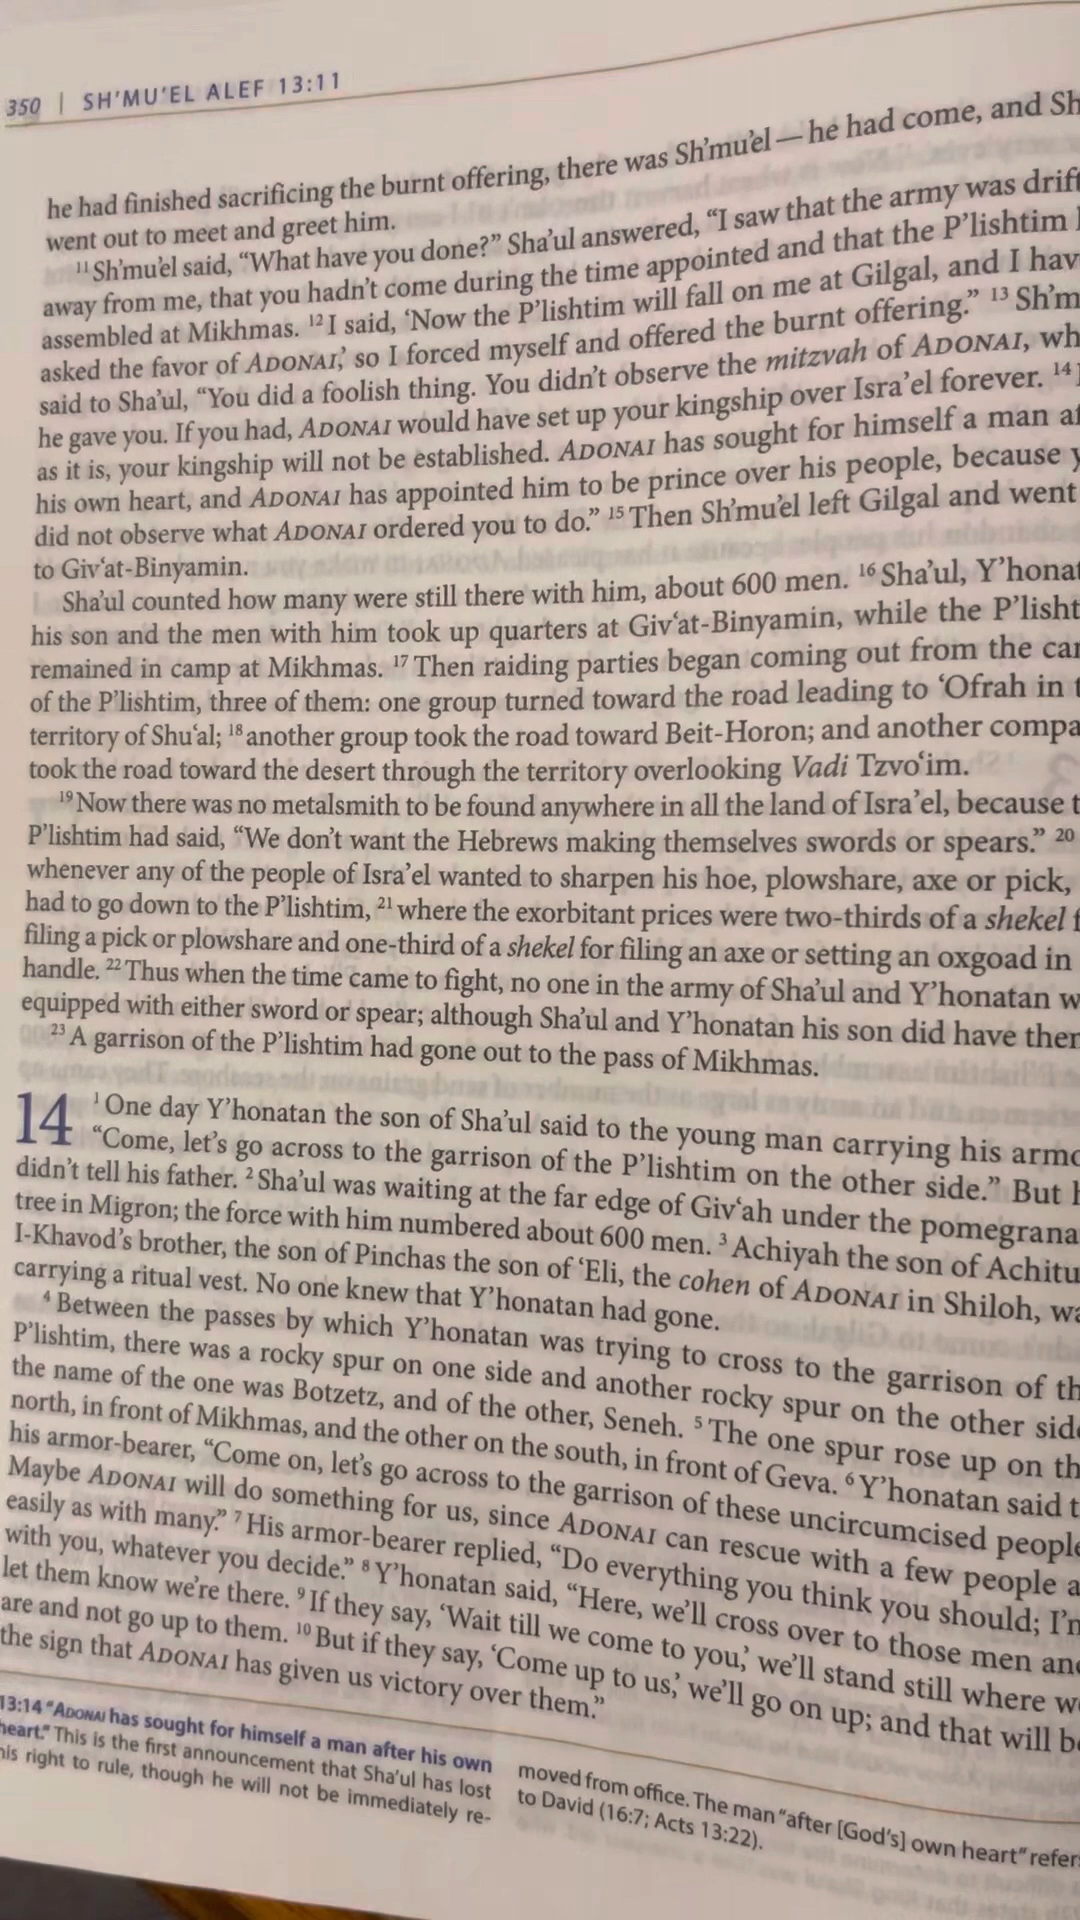 350 | SH'MU'EL ALEF 13:11
he had finished sacrificing the burnt offering, there was Sh'mu'el — he had come, and Sh
went out to meet and greet him.
11 Sh'mu'el said, “What have you done?” Sha'ul answered, “I saw that the army was drift
away from me, that you hadn't come during the time appointed and that the P'lishtim
assembled at Mikhmas. 12 I said, ‘Now the P'lishtim will fall on me at Gilgal, and I hav
asked the favor of ADONAI,’ so I forced myself and offered the burnt offering.” 13 Sh'm
said to Sha'ul, “You did a foolish thing. You didn't observe the mitzvah of ADONAI, wh
he gave you. If you had, ADONAI would have set up your kingship over Isra'el forever. 14
as it is, your kingship will not be established. ADONAI has sought for himself a man af
his own heart, and ADONAI has appointed him to be prince over his people, because y
did not observe what ADONAI ordered you to do.” 15 Then Sh'mu'el left Gilgal and went
to Giv‘at-Binyamin.
Sha'ul counted how many were still there with him, about 600 men. 16 Sha'ul, Y'honat
his son and the men with him took up quarters at Giv‘at-Binyamin, while the P'lisht
remained in camp at Mikhmas. 17 Then raiding parties began coming out from the cam
of the P'lishtim, three of them: one group turned toward the road leading to ‘Ofrah in t
territory of Shu‘al; 18 another group took the road toward Beit-Horon; and another compa
took the road toward the desert through the territory overlooking Vadi Tzvo‘im.
19 Now there was no metalsmith to be found anywhere in all the land of Isra'el, because t
P'lishtim had said, “We don't want the Hebrews making themselves swords or spears.” 20
whenever any of the people of Isra'el wanted to sharpen his hoe, plowshare, axe or pick,
had to go down to the P'lishtim, 21 where the exorbitant prices were two-thirds of a shekel f
filing a pick or plowshare and one-third of a shekel for filing an axe or setting an oxgoad in
handle. 22 Thus when the time came to fight, no one in the army of Sha'ul and Y'honatan w
equipped with either sword or spear; although Sha'ul and Y'honatan his son did have them
23 A garrison of the P'lishtim had gone out to the pass of Mikhmas.
14 1 One day Y'honatan the son of Sha'ul said to the young man carrying his armo
“Come, let's go across to the garrison of the P'lishtim on the other side.” But h
didn't tell his father. 2 Sha'ul was waiting at the far edge of Giv‘ah under the pomegrana
tree in Migron; the force with him numbered about 600 men. 3 Achiyah the son of Achitu
I-Khavod's brother, the son of Pinchas the son of ‘Eli, the cohen of ADONAI in Shiloh, wa
carrying a ritual vest. No one knew that Y'honatan had gone.
4 Between the passes by which Y'honatan was trying to cross to the garrison of th
P'lishtim, there was a rocky spur on one side and another rocky spur on the other side
the name of the one was Botzetz, and of the other, Seneh. 5 The one spur rose up on th
north, in front of Mikhmas, and the other on the south, in front of Geva. 6 Y'honatan said t
his armor-bearer, “Come on, let's go across to the garrison of these uncircumcised people
Maybe ADONAI will do something for us, since ADONAI can rescue with a few people a
easily as with many.” 7 His armor-bearer replied, “Do everything you think you should; I'm
with you, whatever you decide.” 8 Y'honatan said, “Here, we'll cross over to those men and
let them know we're there. 9 If they say, ‘Wait till we come to you,’ we'll stand still where we
are and not go up to them. 10 But if they say, ‘Come up to us,’ we'll go on up; and that will be
the sign that ADONAI has given us victory over them.”
13:14 “ADONAI has sought for himself a man after his own
heart.” This is the first announcement that Sha'ul has lost
his right to rule, though he will not be immediately re-
moved from office. The man “after [God's] own heart” refers
to David (16:7; Acts 13:22).